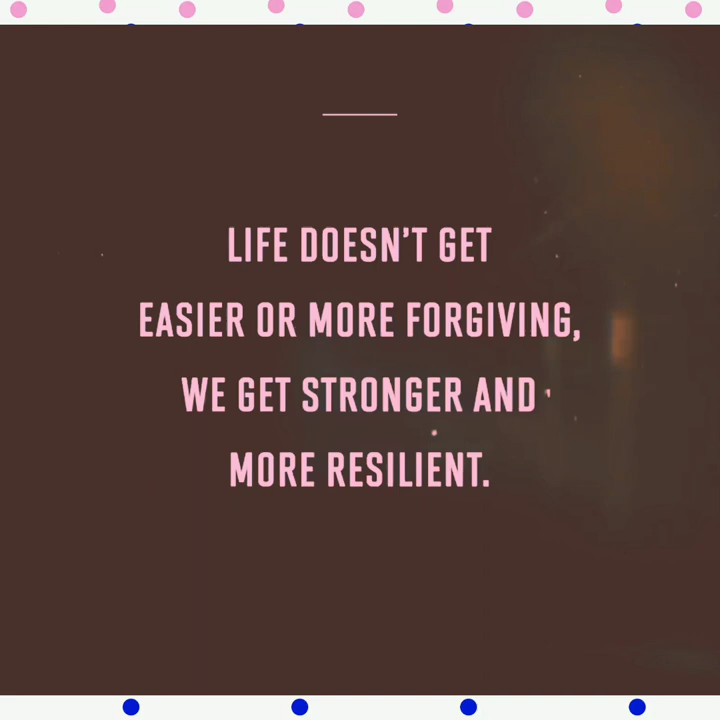 LIFE DOESN'T GET
EASIER OR MORE FORGIVING,
WE GET STRONGER AND
MORE RESILIENT.